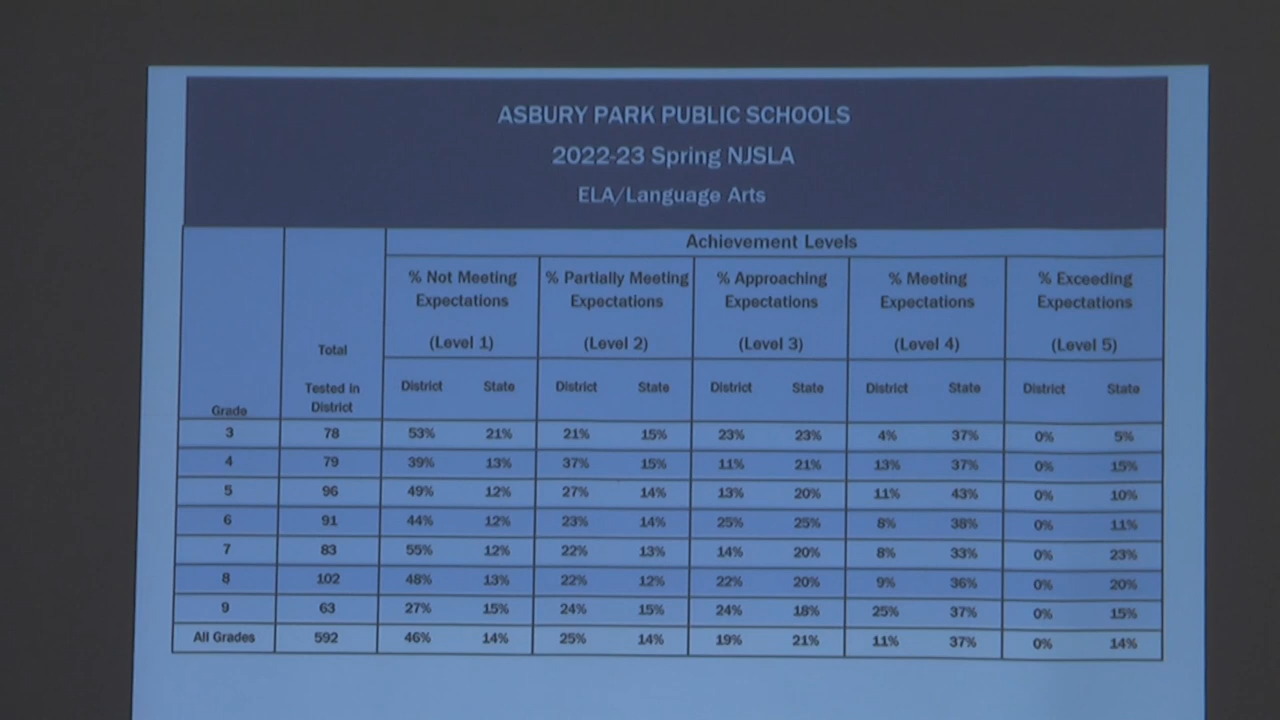 ASBURY PARK PUBLIC SCHOOLS
2022-23 Spring NJSLA
ELA/Language Arts
Achievement Levels
% Not Meeting Expectations (Level 1)
% Partially Meeting Expectations (Level 2)
% Approaching Expectations (Level 3)
% Meeting Expectations (Level 4)
% Exceeding Expectations (Level 5)
Grade Total Tested in District District State District State District State District State District State
3 78 53% 21% 21% 15% 23% 23% 4% 37% 0% 5%
4 79 39% 13% 37% 15% 11% 21% 13% 37% 0% 15%
5 96 49% 12% 27% 14% 13% 20% 11% 43% 0% 10%
6 91 44% 12% 23% 14% 25% 25% 8% 38% 0% 11%
7 83 55% 12% 22% 13% 14% 20% 8% 33% 0% 23%
8 102 48% 13% 22% 12% 22% 20% 9% 36% 0% 20%
9 63 27% 15% 24% 15% 24% 18% 25% 37% 0% 15%
All Grades 592 46% 14% 25% 14% 19% 21% 11% 37% 0% 14%